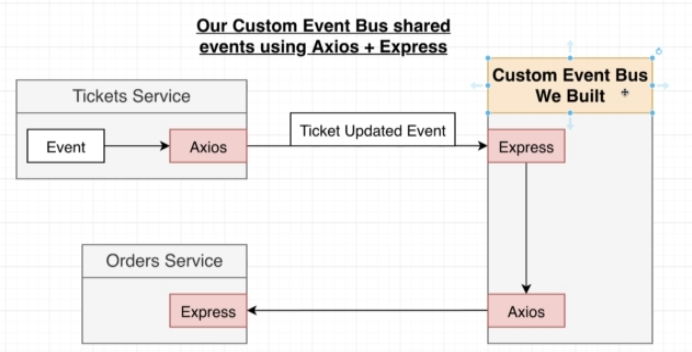 Our Custom Event Bus shared
events using Axios + Express
Custom Event Bus
We Built
Tickets Service
Event
Axios
Ticket Updated Event
Express
Orders Service
Express
Axios